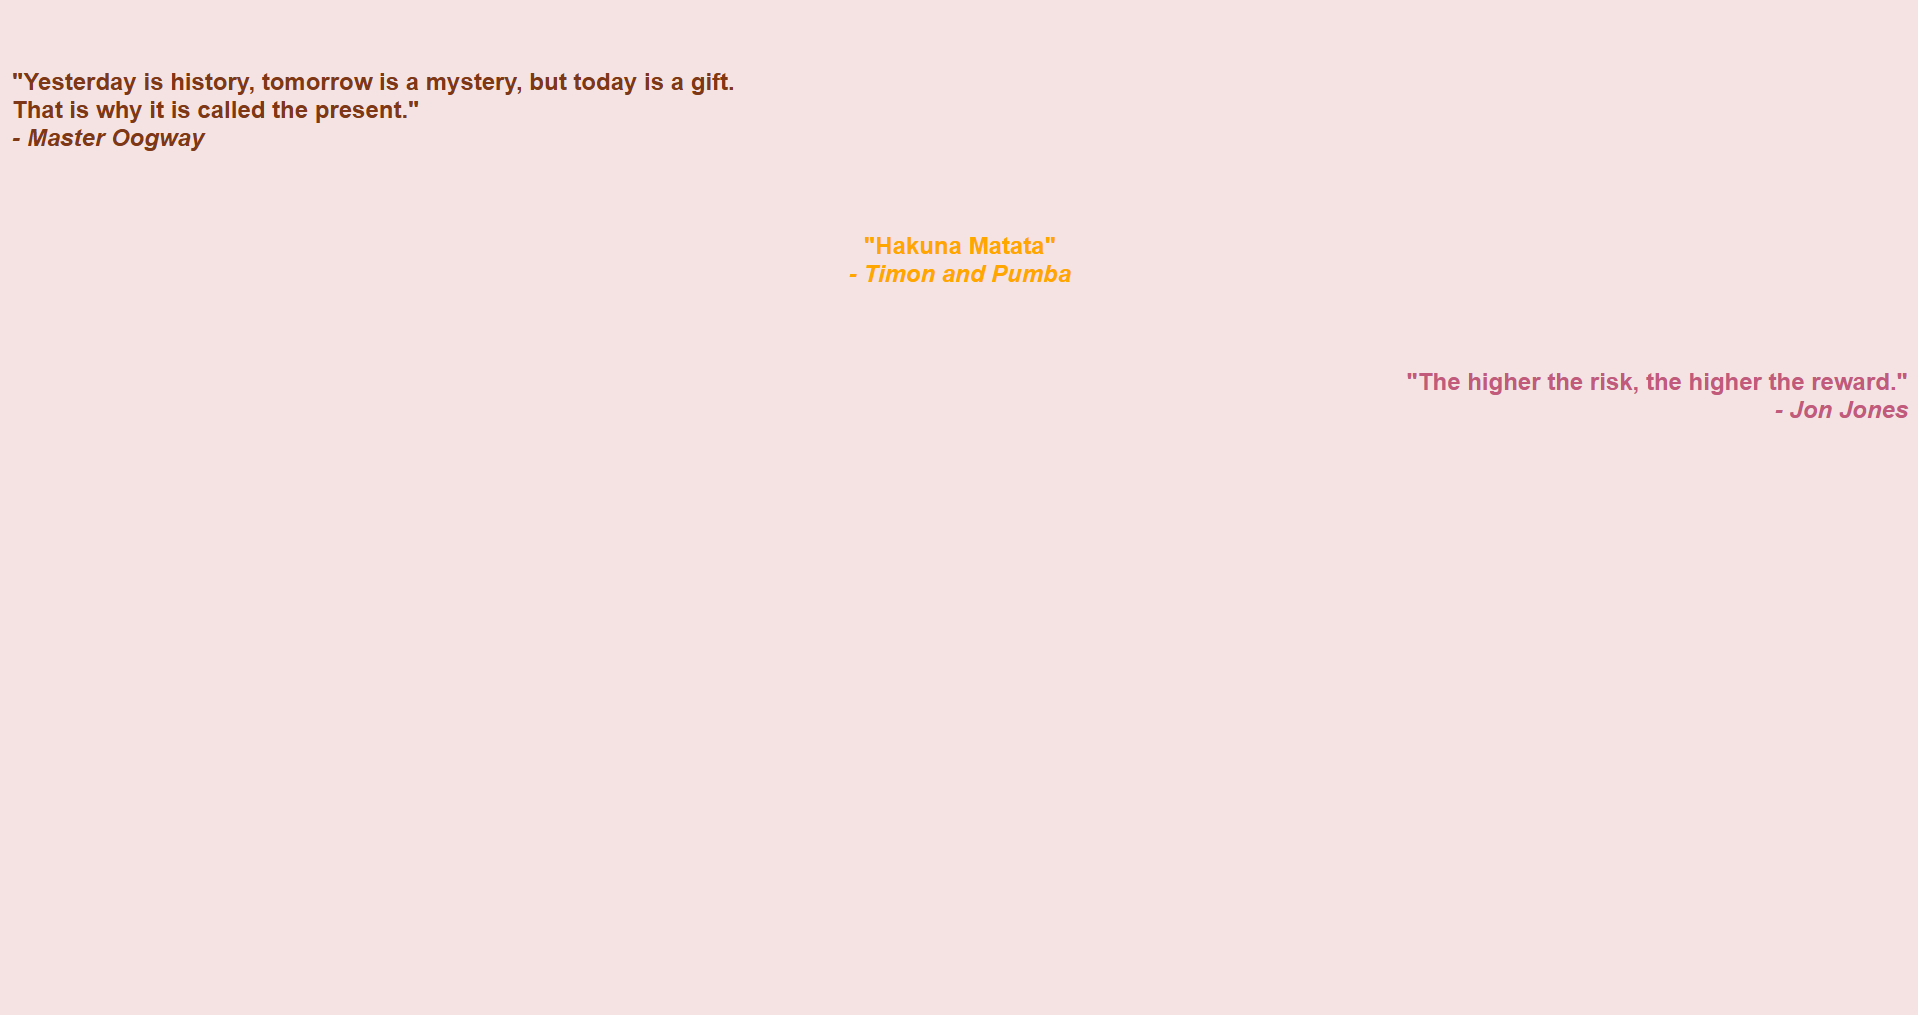 "Yesterday is history, tomorrow is a mystery, but today is a gift.
That is why it is called the present."
- Master Oogway
"Hakuna Matata"
- Timon and Pumba
"The higher the risk, the higher the reward."
- Jon Jones